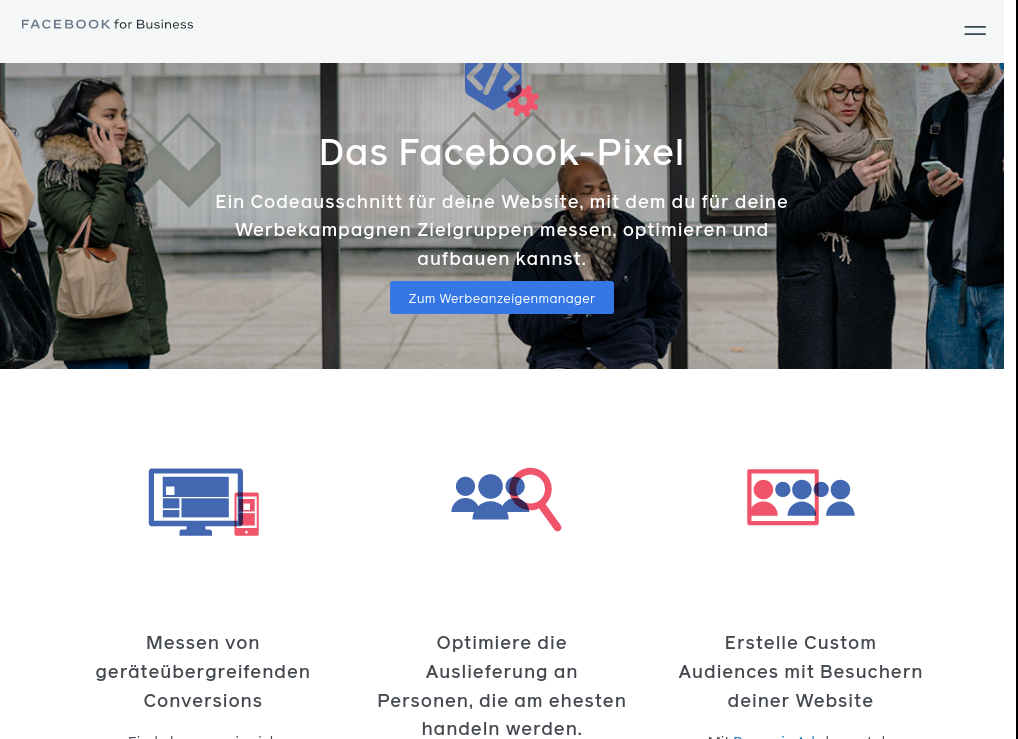 FACEBOOK for Business
Das Facebook-Pixel
Ein Codeausschnitt für deine Website, mit dem du für deine
Werbekampagnen Zielgruppen messen, optimieren und
aufbauen kannst.
Zum Werbeanzeigenmanager
Messen von
geräteübergreifenden
Conversions
Optimiere die
Auslieferung an
Personen, die am ehesten
handeln werden.
Erstelle Custom
Audiences mit Besuchern
deiner Website